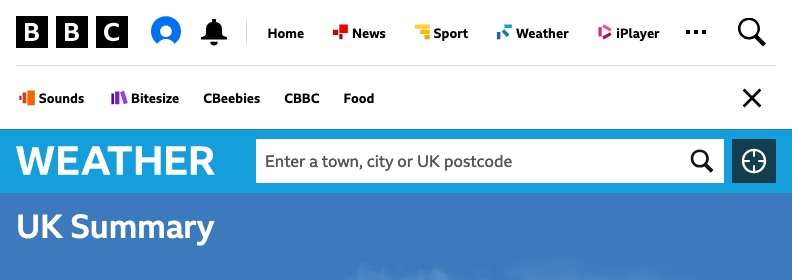 BBC Home News Sport Weather iPlayer
Sounds Bitesize CBeebies CBBC Food
WEATHER Enter a town, city or UK postcode
UK Summary